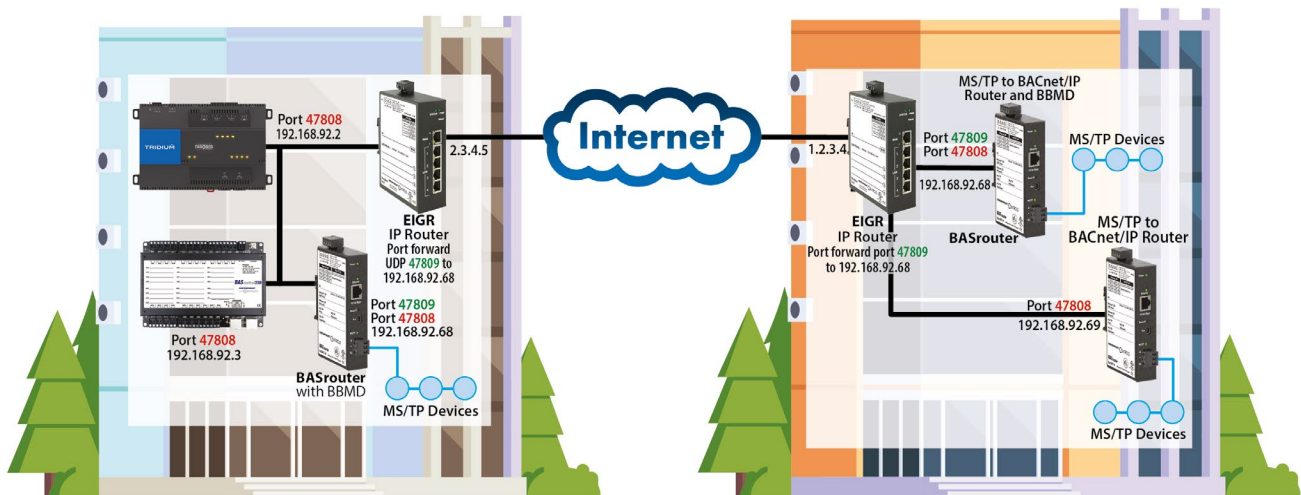 TRIDIUM
Port 47808
192.168.92.2
2.3.4.5
EIGR
IP Router
Port forward
UDP 47809 to
192.168.92.68
Port 47808
192.168.92.3
Port 47809
Port 47808
192.168.92.68
BASrouter
with BBMD
MS/TP Devices
Internet
1.2.3.4.
EIGR
IP Router
Port forward port 47809
to 192.168.92.68
MS/TP to BACnet/IP
Router and BBMD
Port 47809
Port 47808
192.168.92.68
BASrouter
MS/TP Devices
MS/TP to
BACnet/IP Router
Port 47808
192.168.92.69
MS/TP Devices